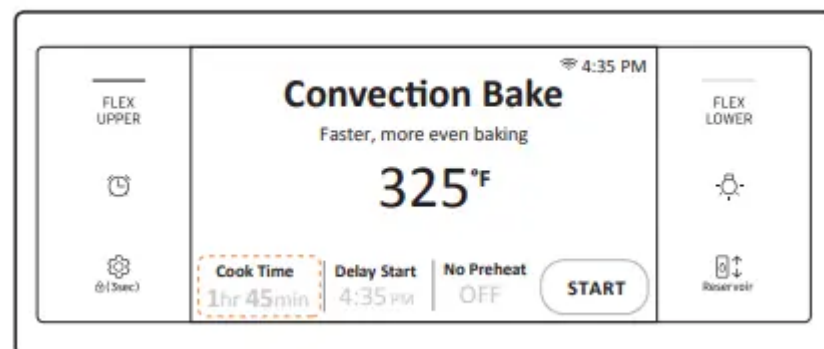 FLEX
UPPER
(3sec)
4:35 PM
Convection Bake
Faster, more even baking
325°F
Cook Time
1hr 45min
Delay Start
4:35 PM
No Preheat
OFF
START
FLEX
LOWER
Reservoir